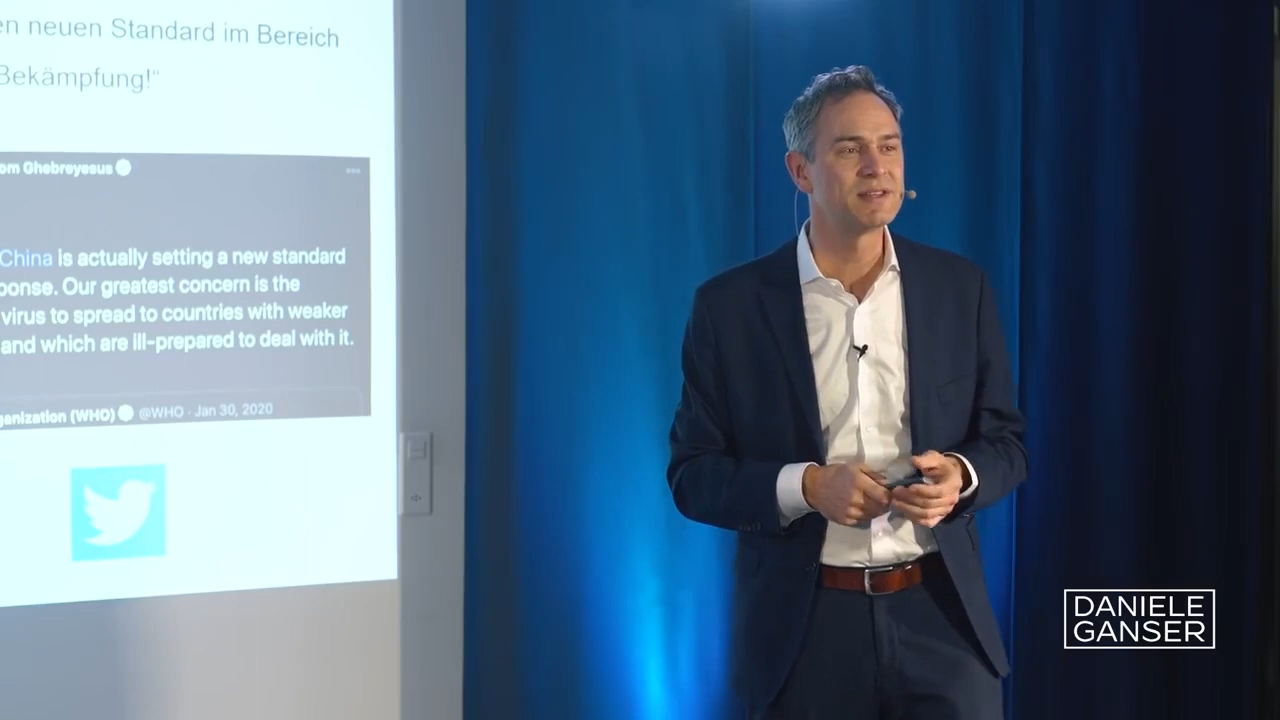 en neuen Standard im Bereich
Bekämpfung!“
om Ghebreyesus
China is actually setting a new standard
ponse. Our greatest concern is the
virus to spread to countries with weaker
and which are ill-prepared to deal with it.
ganization (WHO) @WHO · Jan 30, 2020
DANIELE
GANSER